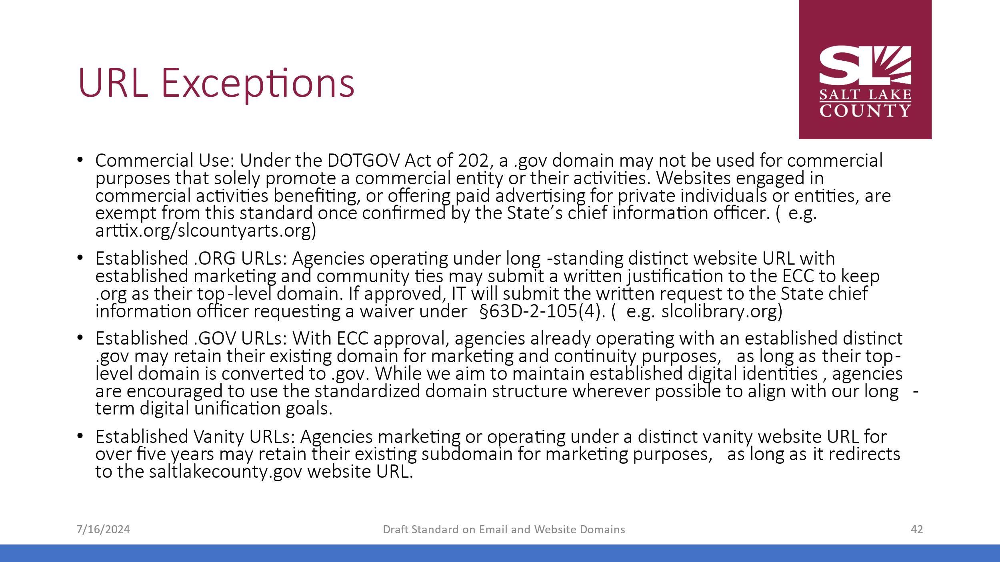 SL
SALT LAKE
COUNTY
URL Exceptions
• Commercial Use: Under the DOTGOV Act of 202, a .gov domain may not be used for commercial
purposes that solely promote a commercial entity or their activities. Websites engaged in
commercial activities benefiting, or offering paid advertising for private individuals or entities, are
exempt from this standard once confirmed by the State’s chief information officer. ( e.g.
arttix.org/slcountyarts.org)
• Established .ORG URLs: Agencies operating under long -standing distinct website URL with
established marketing and community ties may submit a written justification to the ECC to keep
.org as their top-level domain. If approved, IT will submit the written request to the State chief
information officer requesting a waiver under §63D-2-105(4). ( e.g. slcolibrary.org)
• Established .GOV URLs: With ECC approval, agencies already operating with an established distinct
.gov may retain their existing domain for marketing and continuity purposes, as long as their top-
level domain is converted to .gov. While we aim to maintain established digital identities , agencies
are encouraged to use the standardized domain structure wherever possible to align with our long -
term digital unification goals.
• Established Vanity URLs: Agencies marketing or operating under a distinct vanity website URL for
over five years may retain their existing subdomain for marketing purposes, as long as it redirects
to the saltlakecounty.gov website URL.
7/16/2024
Draft Standard on Email and Website Domains
42